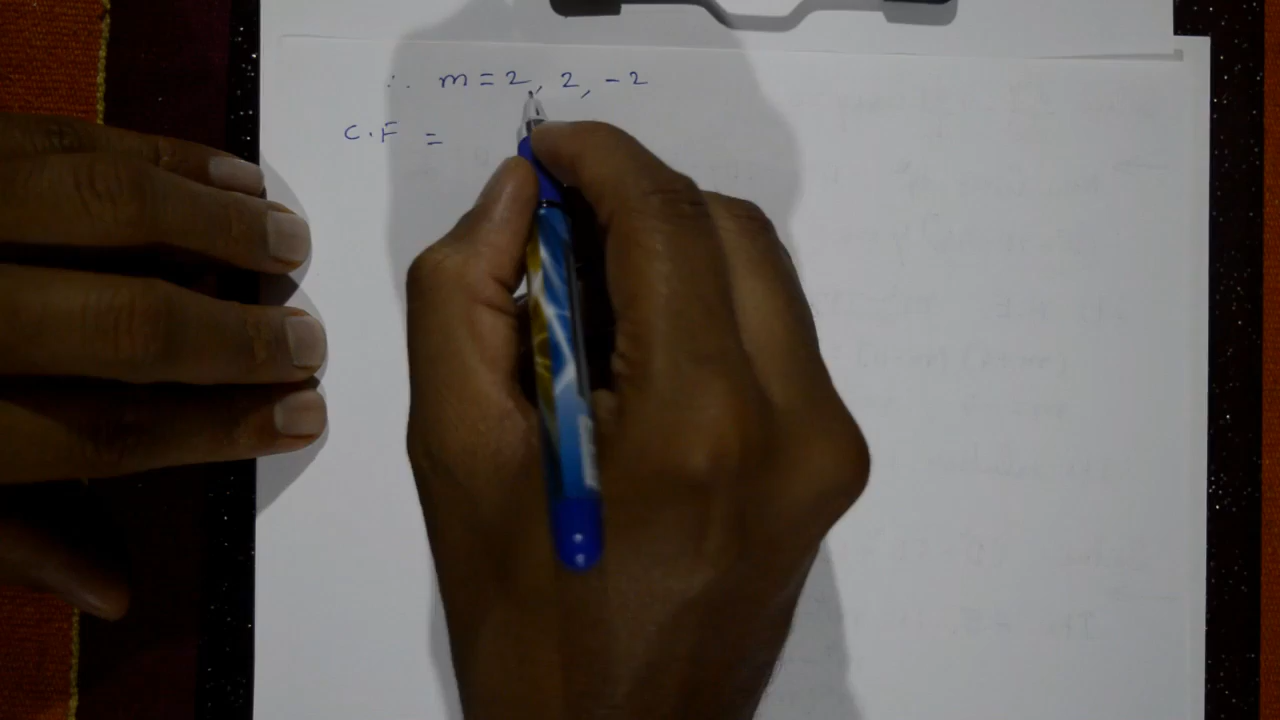 ∴ m = 2, 2, -2
C.F =